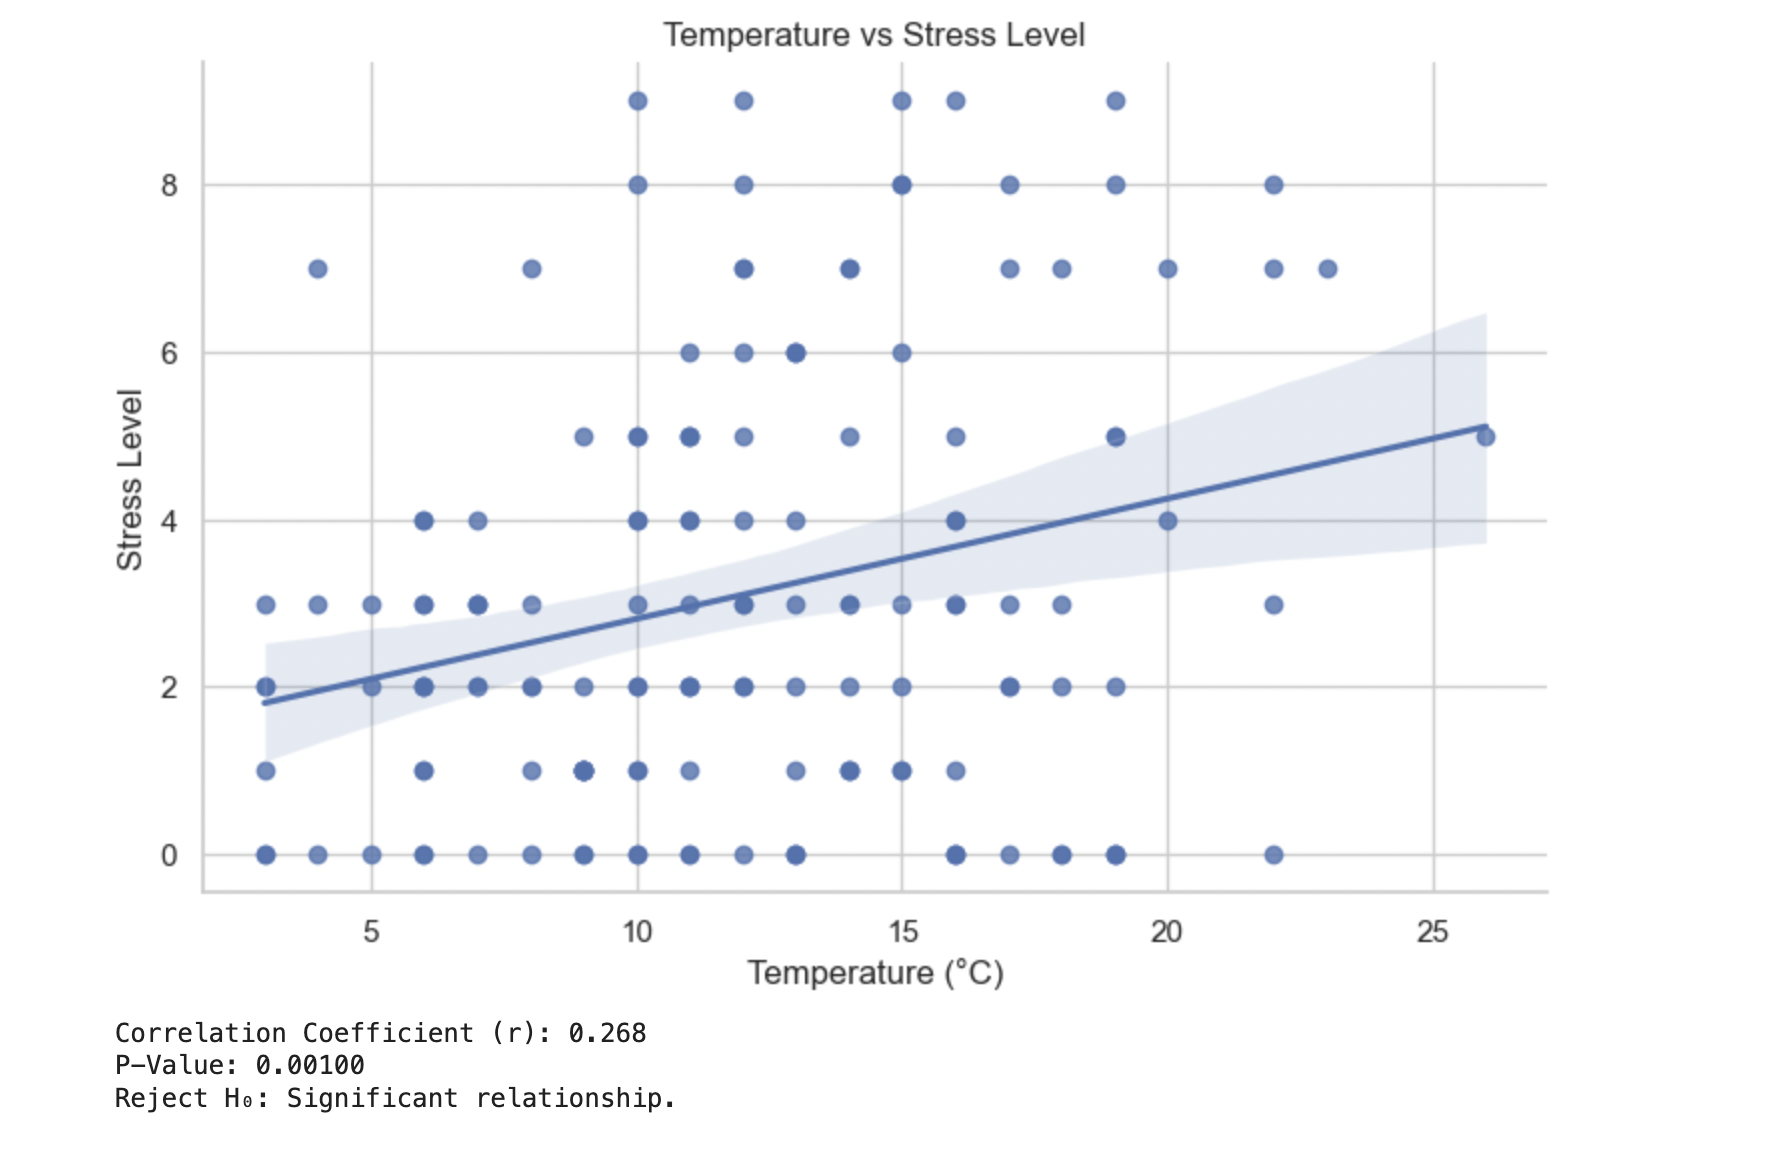 Temperature vs Stress Level
Stress Level
8
6
4
2
0
5 10 15 20 25
Temperature (°C)
Correlation Coefficient (r): 0.268
P-Value: 0.00100
Reject H₀: Significant relationship.